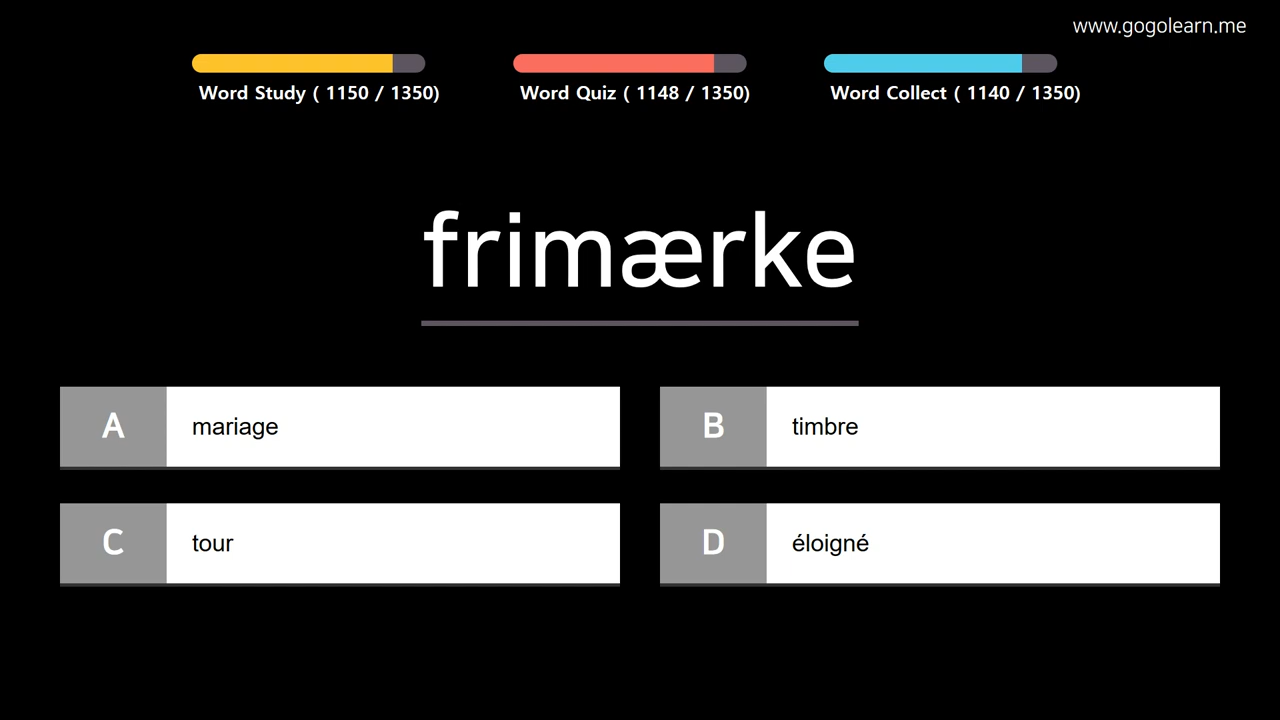 www.gogolearn.me
Word Study ( 1150 / 1350)
Word Quiz ( 1148 / 1350)
Word Collect ( 1140 / 1350)
frimærke
A mariage
B timbre
C tour
D éloigné